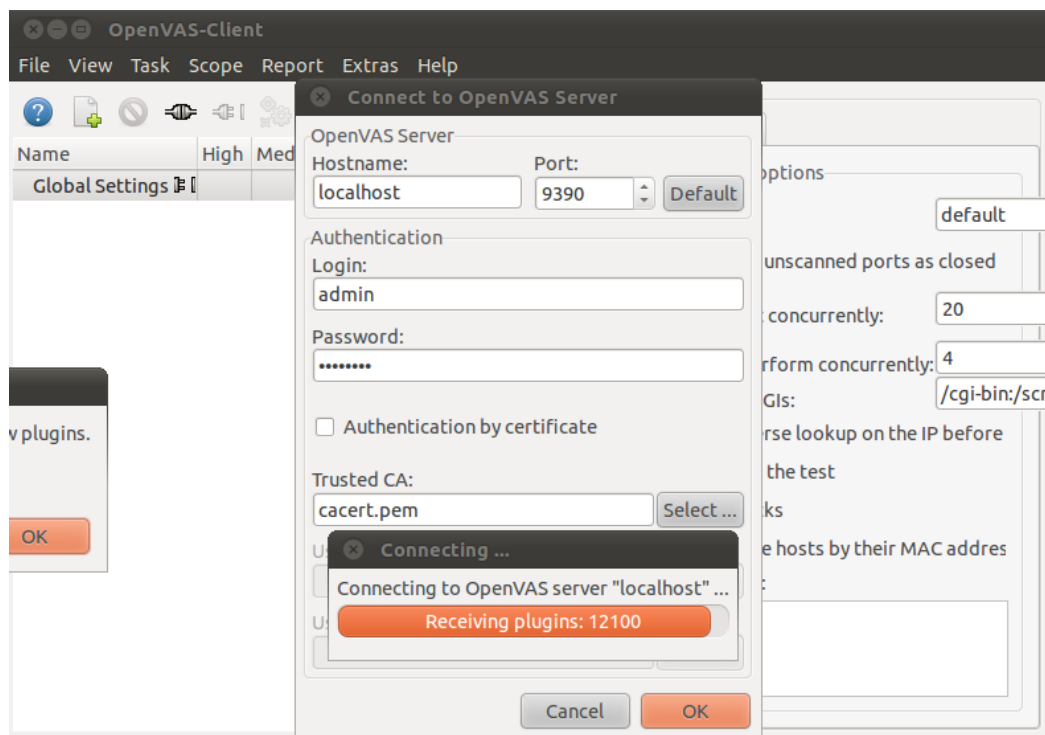 OpenVAS-Client
File View Task Scope Report Extras Help
Name High Med
Global Settings
w plugins.
OK
Connect to OpenVAS Server
OpenVAS Server
Hostname: Port:
localhost 9390 Default
Authentication
Login:
admin
Password:
••••••••
Authentication by certificate
Trusted CA:
cacert.pem Select ...
Us
Us
Connecting ...
Connecting to OpenVAS server "localhost" ...
Receiving plugins: 12100
Cancel OK
options
default
unscanned ports as closed
concurrently: 20
rform concurrently: 4
GIs: /cgi-bin:/scr
erse lookup on the IP before
the test
ks
e hosts by their MAC addres
: